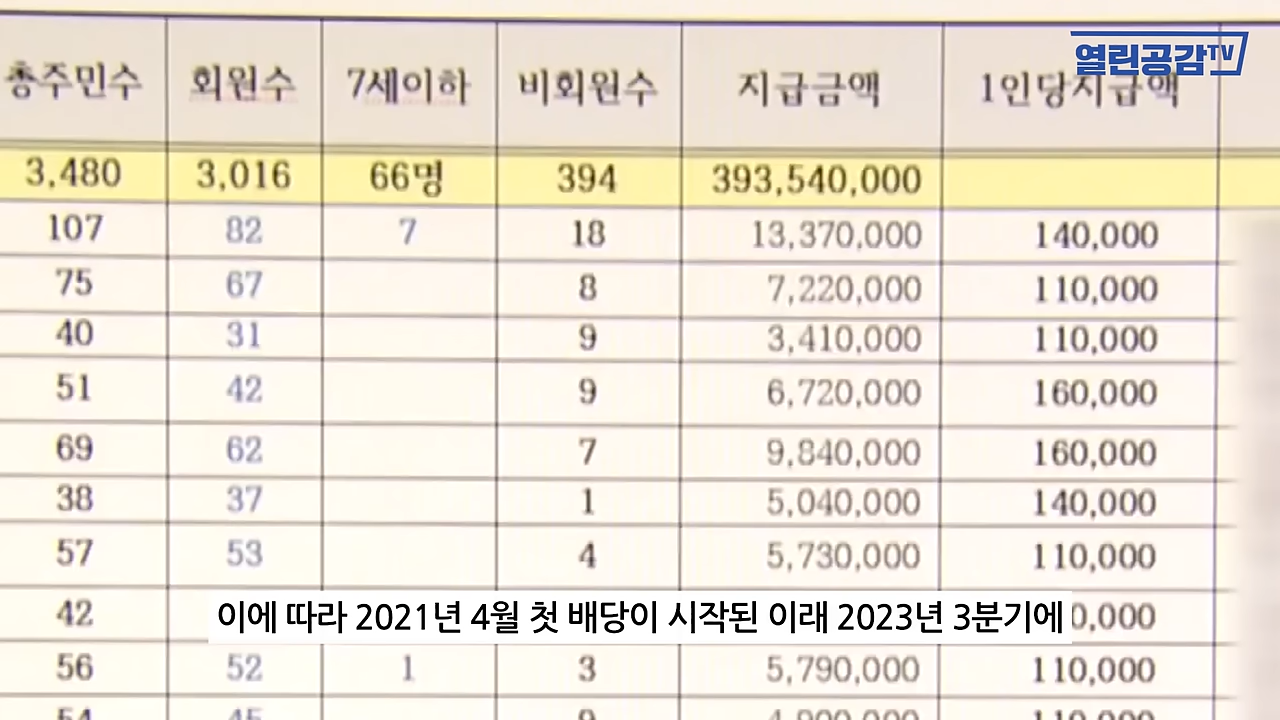 열린공감TV
총주민수 회원수 7세이하 비회원수 지급금액 1인당지급액
3,480 3,016 66명 394 393,540,000
107 82 7 18 13,370,000 140,000
75 67 8 7,220,000 110,000
40 31 9 3,410,000 110,000
51 42 9 6,720,000 160,000
69 62 7 9,840,000 160,000
38 37 1 5,040,000 140,000
57 53 4 5,730,000 110,000
42
이에 따라 2021년 4월 첫 배당이 시작된 이래 2023년 3분기에
56 52 1 3 5,790,000 110,000